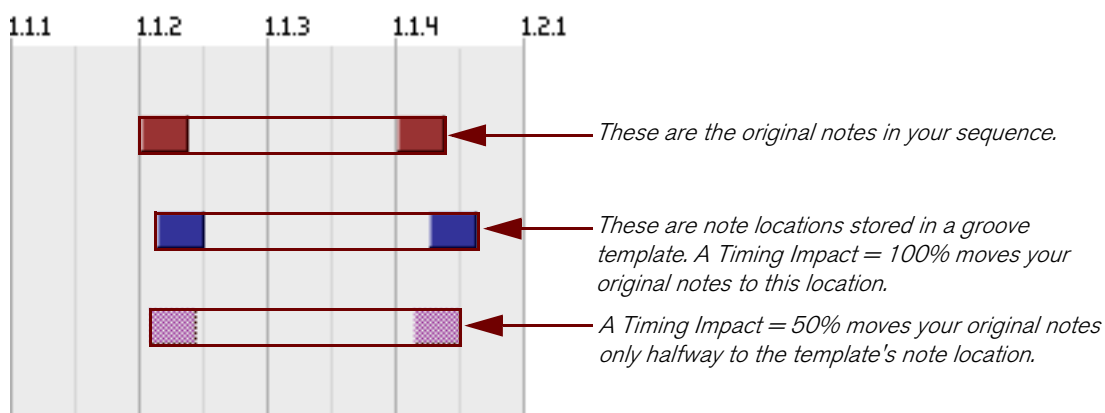 1.1.1 1.1.2 1.1.3 1.1.4 1.2.1
These are the original notes in your sequence.
These are note locations stored in a groove
template. A Timing Impact = 100% moves your
original notes to this location.
A Timing Impact = 50% moves your original notes
only halfway to the template's note location.